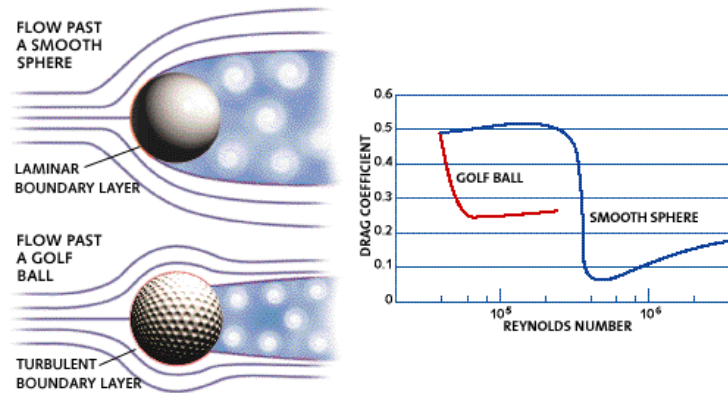 FLOW PAST
A SMOOTH
SPHERE
LAMINAR
BOUNDARY LAYER
FLOW PAST
A GOLF
BALL
TURBULENT
BOUNDARY LAYER
DRAG COEFFICIENT
0.6
0.5
0.4
0.3
0.2
0.1
0
GOLF BALL
SMOOTH SPHERE
10⁵
10⁶
REYNOLDS NUMBER